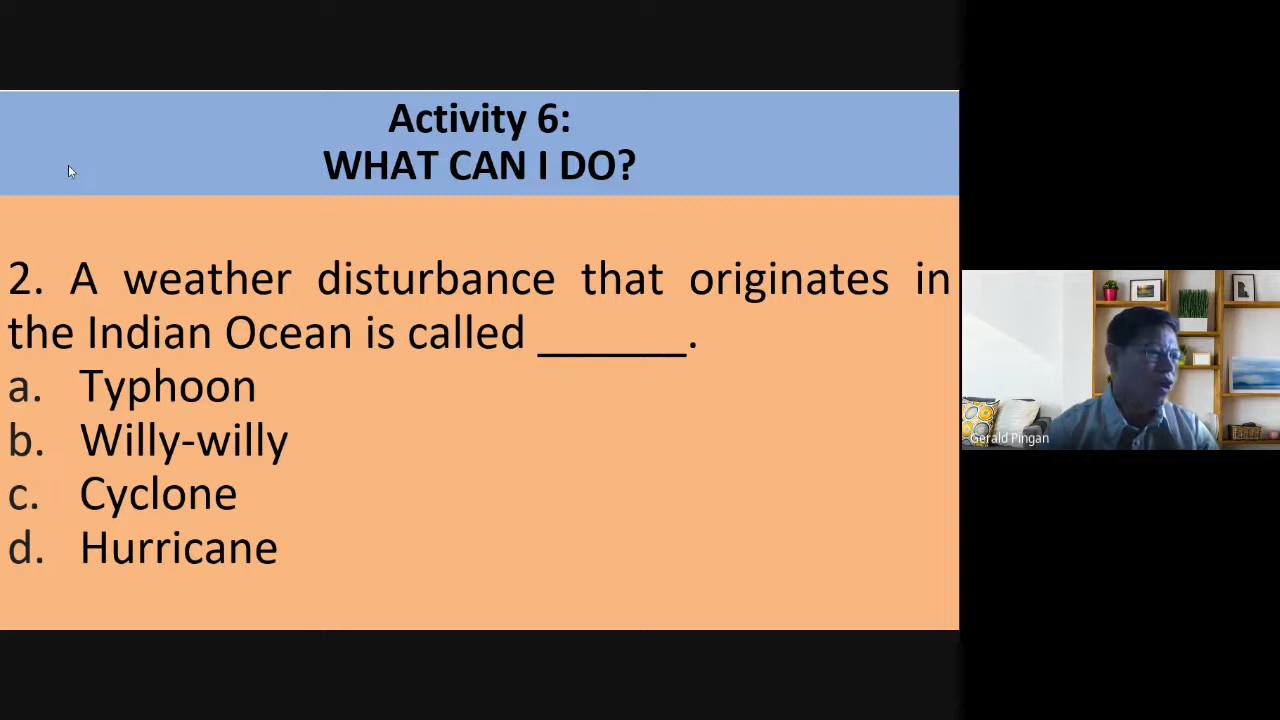 Activity 6:
WHAT CAN I DO?
2. A weather disturbance that originates in
the Indian Ocean is called _______.
a. Typhoon
b. Willy-willy
c. Cyclone
d. Hurricane
Gerald Pingan